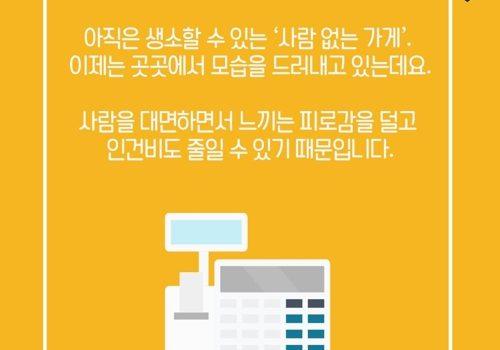 아직은 생소할 수 있는 ‘사람 없는 가게’.
이제는 곳곳에서 모습을 드러내고 있는데요.
사람을 대면하면서 느끼는 피로감을 덜고
인건비도 줄일 수 있기 때문입니다.